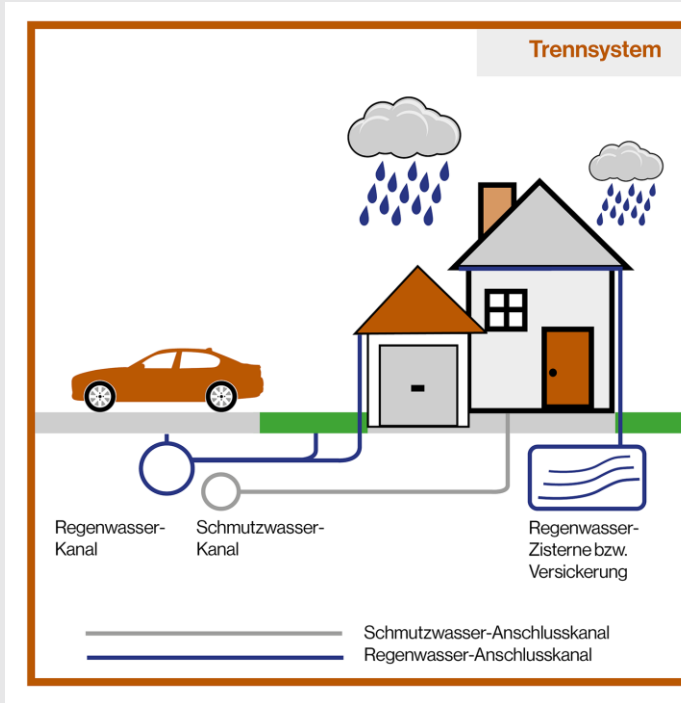 Trennsystem
Regenwasser-
Kanal
Schmutzwasser-
Kanal
Regenwasser-
Zisterne bzw.
Versickerung
Schmutzwasser-Anschlusskanal
Regenwasser-Anschlusskanal